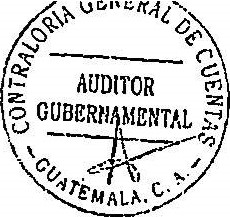 CONTRALORIA GENERAL DE CUENTAS
AUDITOR
GUBERNAMENTAL
- GUATEMALA, C. A. -